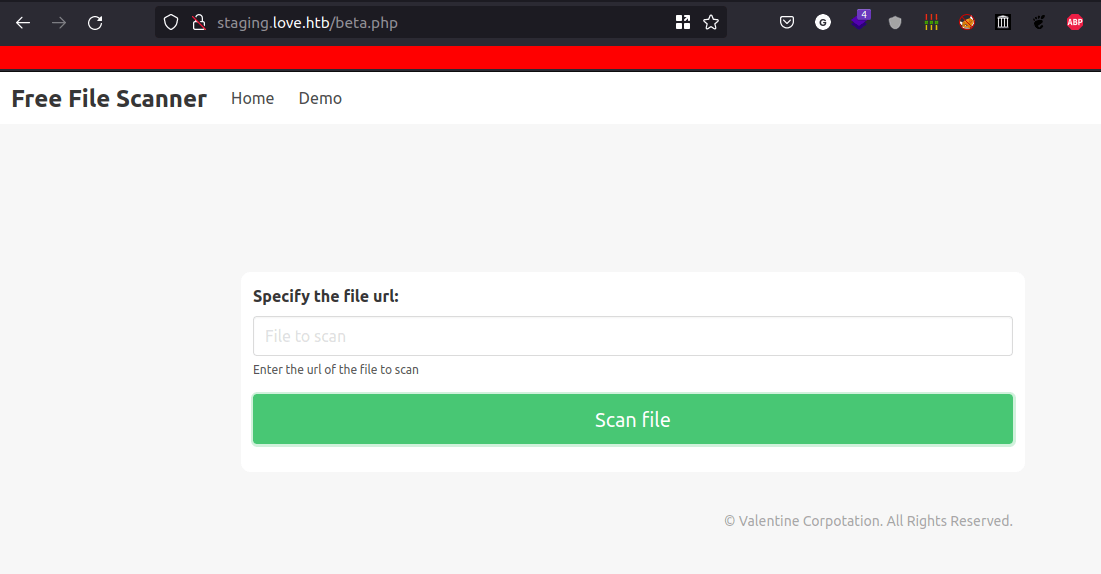 staging.love.htb/beta.php
4
G
ABP
Free File Scanner Home Demo
Specify the file url:
File to scan
Enter the url of the file to scan
Scan file
© Valentine Corpotation. All Rights Reserved.